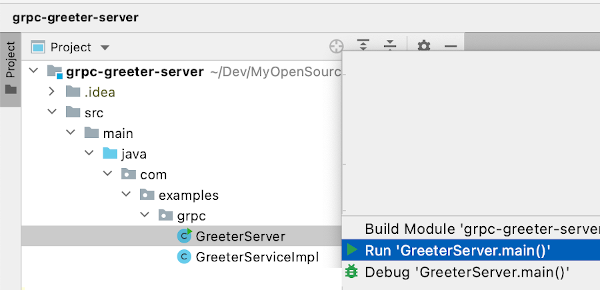 grpc-greeter-server
Project
Project
grpc-greeter-server ~/Dev/MyOpenSourc
.idea
src
main
java
com
examples
grpc
GreeterServer
GreeterServiceImpl
Build Module 'grpc-greeter-serve
Run 'GreeterServer.main()'
Debug 'GreeterServer.main()'